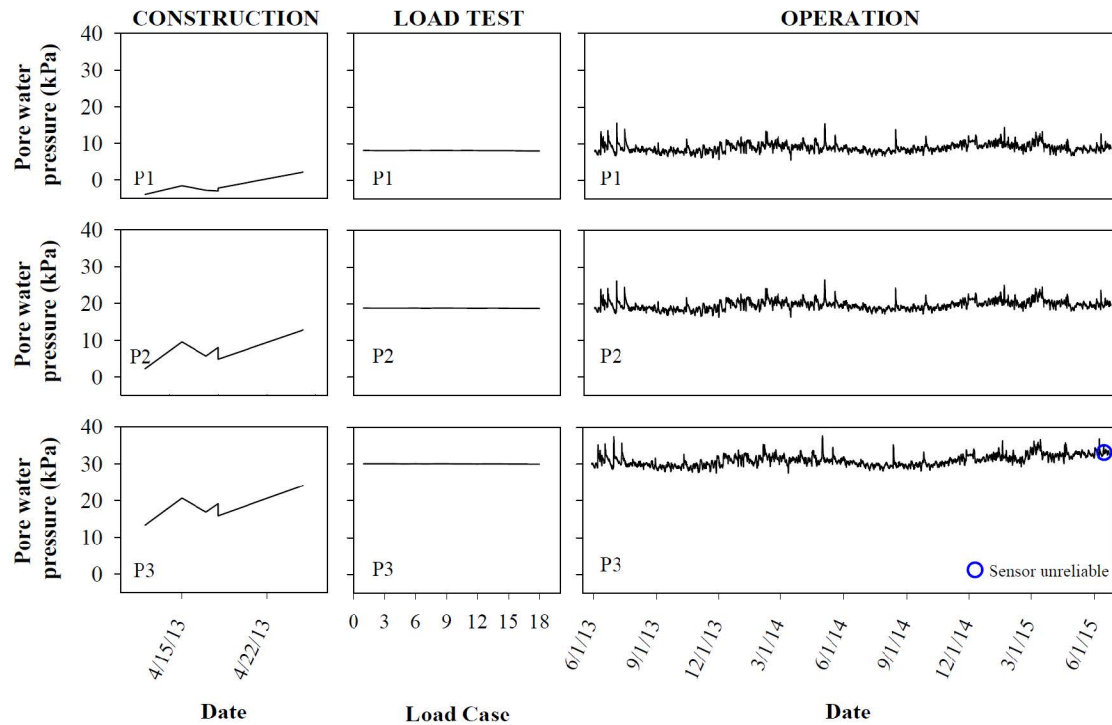 CONSTRUCTION LOAD TEST OPERATION
Pore water
pressure (kPa)
40
30
20
10
0
P1 P1 P1
Pore water
pressure (kPa)
40
30
20
10
0
P2 P2 P2
Pore water
pressure (kPa)
40
30
20
10
0
P3 P3 P3
Sensor unreliable
4/15/13 4/22/13
0 3 6 9 12 15 18
6/1/13 9/1/13 12/1/13 3/1/14 6/1/14 9/1/14 12/1/14 3/1/15 6/1/15
Date Load Case Date